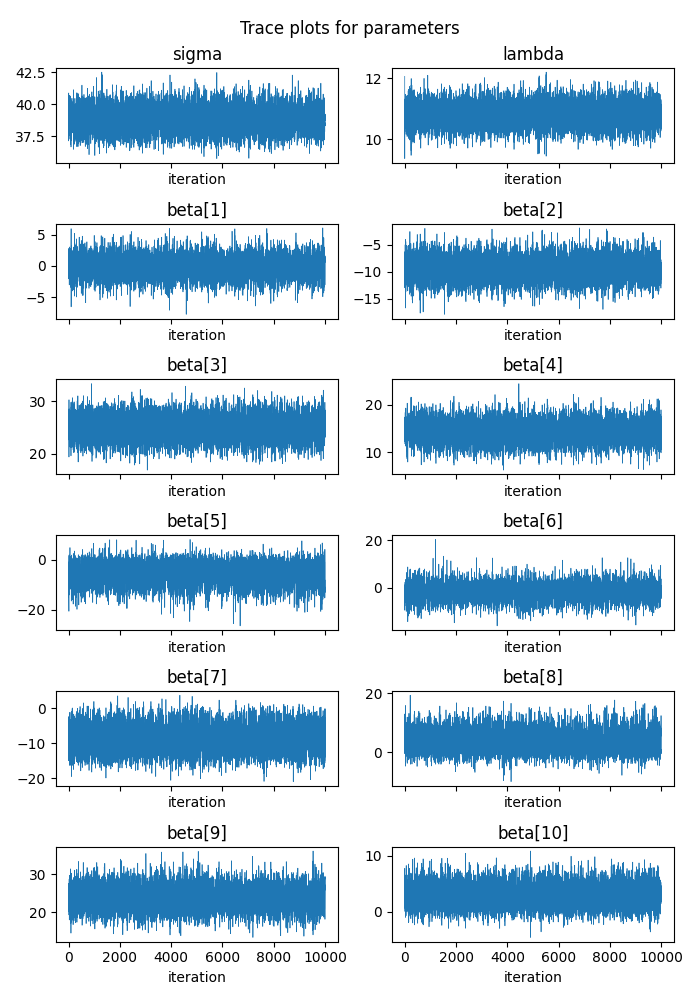 Trace plots for parameters
sigma
42.5
40.0
37.5
iteration
lambda
12
10
iteration
beta[1]
5
0
−5
iteration
beta[2]
−5
−10
−15
iteration
beta[3]
30
20
iteration
beta[4]
20
10
iteration
beta[5]
0
−20
iteration
beta[6]
20
0
iteration
beta[7]
0
−10
−20
iteration
beta[8]
20
0
iteration
beta[9]
30
20
0 2000 4000 6000 8000 10000
iteration
beta[10]
10
0
0 2000 4000 6000 8000 10000
iteration